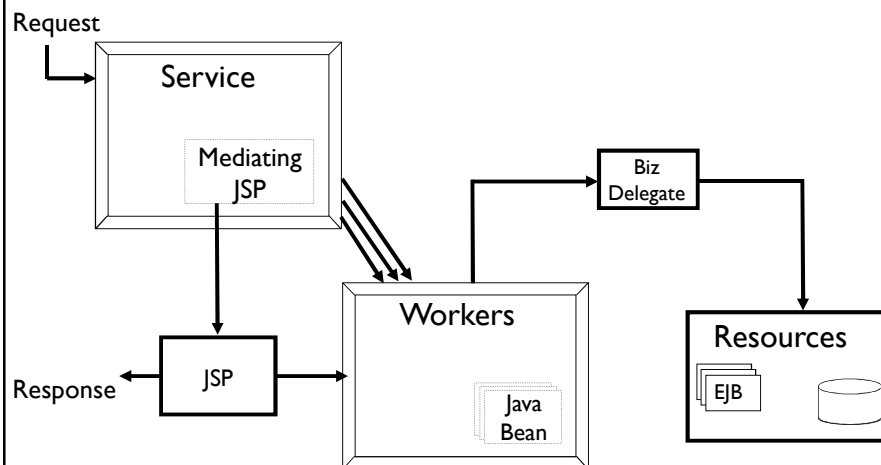 Request
Service
Mediating
JSP
Biz
Delegate
Workers
Resources
JSP
Response
EJB
Java
Bean